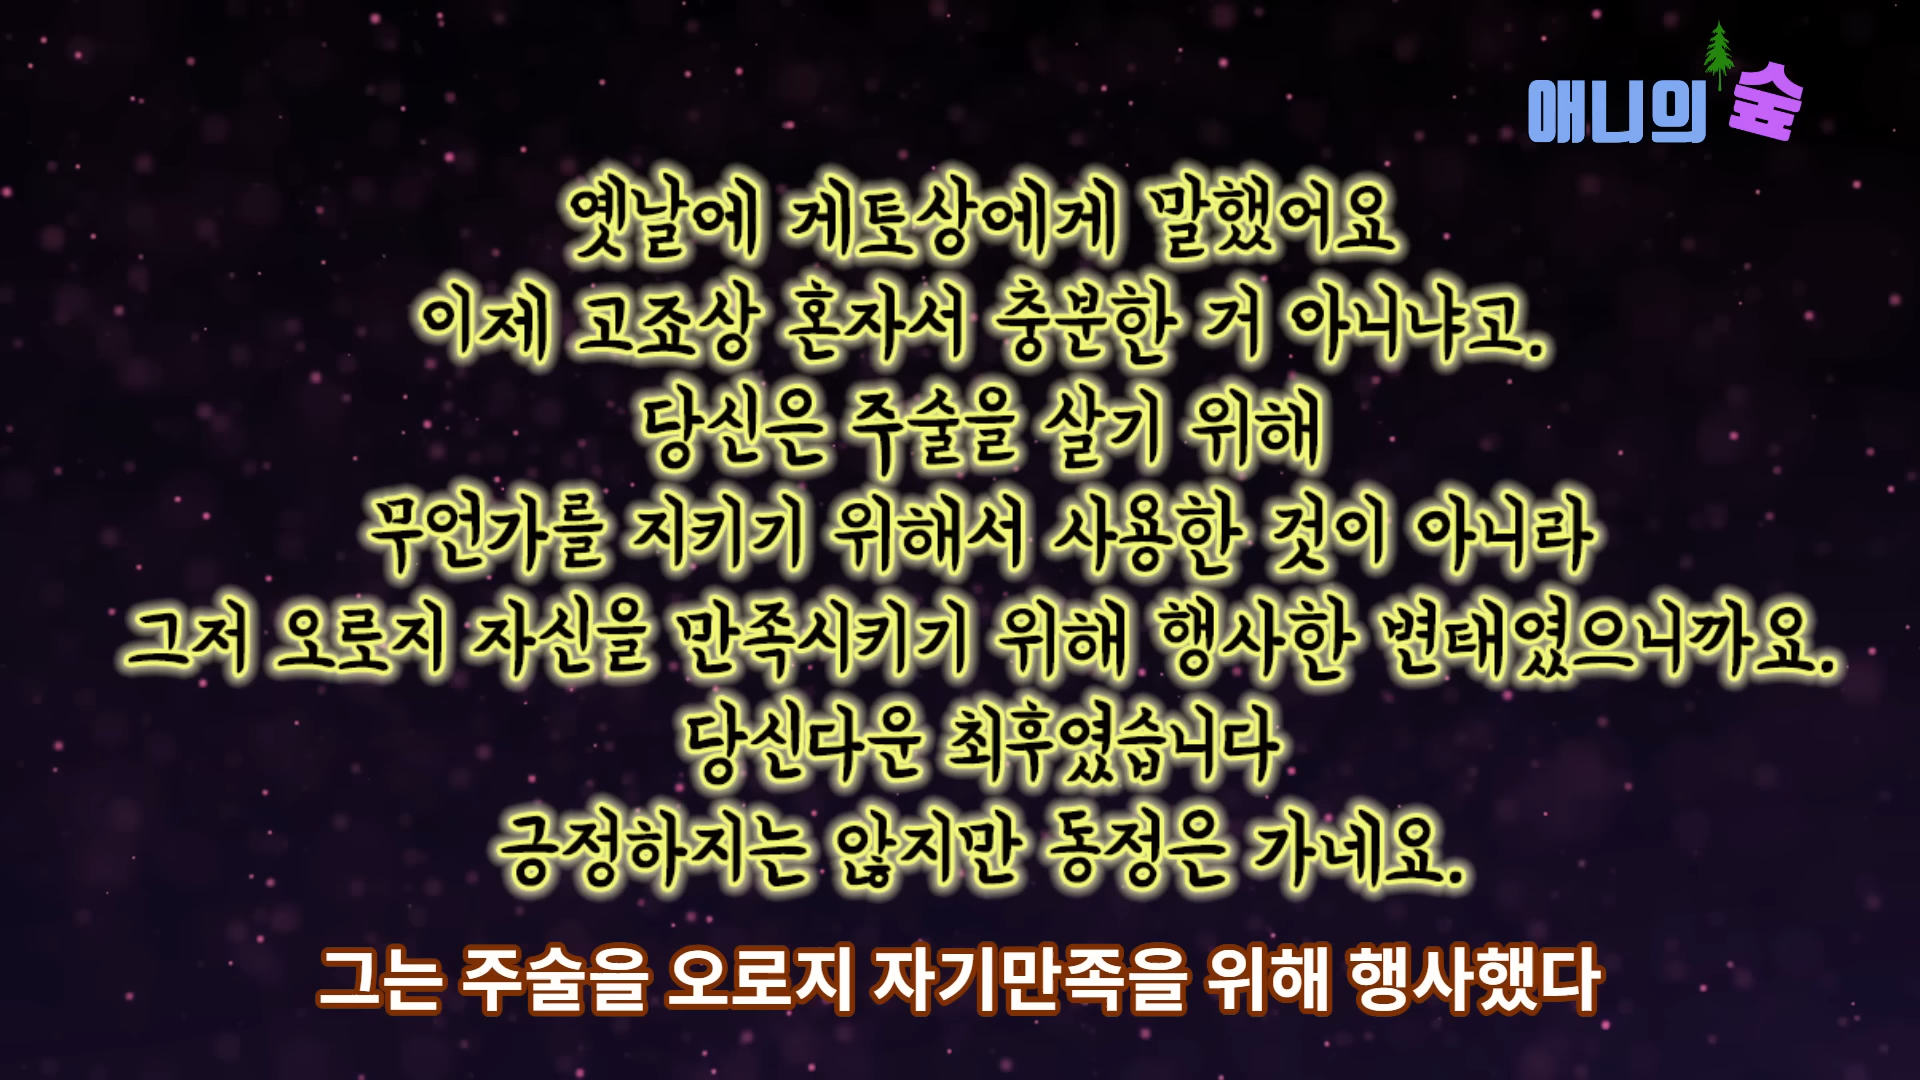 애니의 숲
옛날에 게토상에게 말했어요
이제 고죠상 혼자서 충분한 거 아니냐고.
당신은 주술을 살기 위해
무언가를 지키기 위해서 사용한 것이 아니라
그저 오로지 자신을 만족시키기 위해 행사한 변태였으니까요.
당신다운 최후였습니다
긍정하지는 않지만 동정은 가네요.
그는 주술을 오로지 자기만족을 위해 행사했다